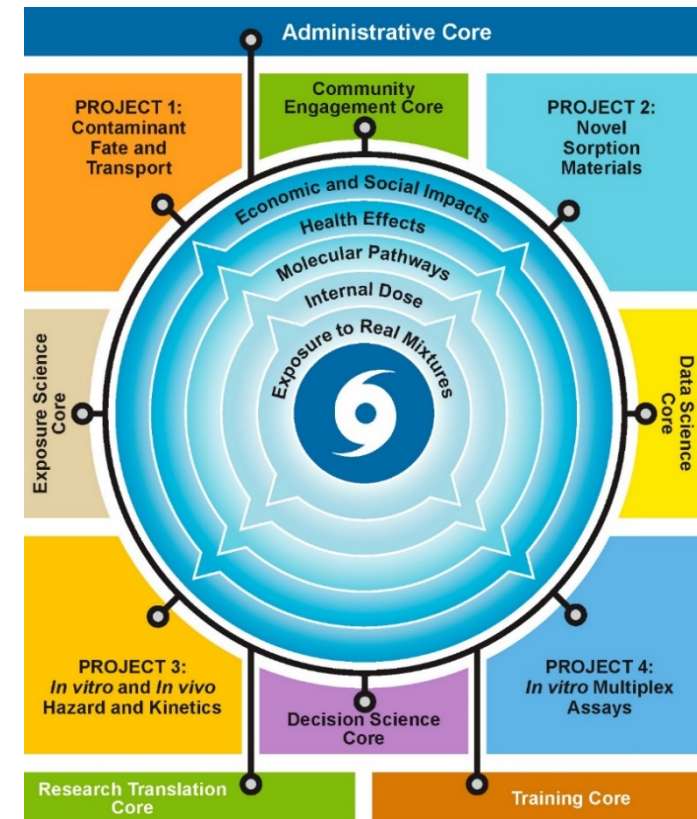 Administrative Core
PROJECT 1:
Contaminant
Fate and
Transport
Community
Engagement Core
PROJECT 2:
Novel
Sorption
Materials
Economic and Social Impacts
Health Effects
Molecular Pathways
Internal Dose
Exposure to Real Mixtures
Exposure Science
Core
Data Science
Core
PROJECT 3:
In vitro and In vivo
Hazard and Kinetics
Decision Science
Core
PROJECT 4:
In vitro Multiplex
Assays
Research Translation
Core
Training Core